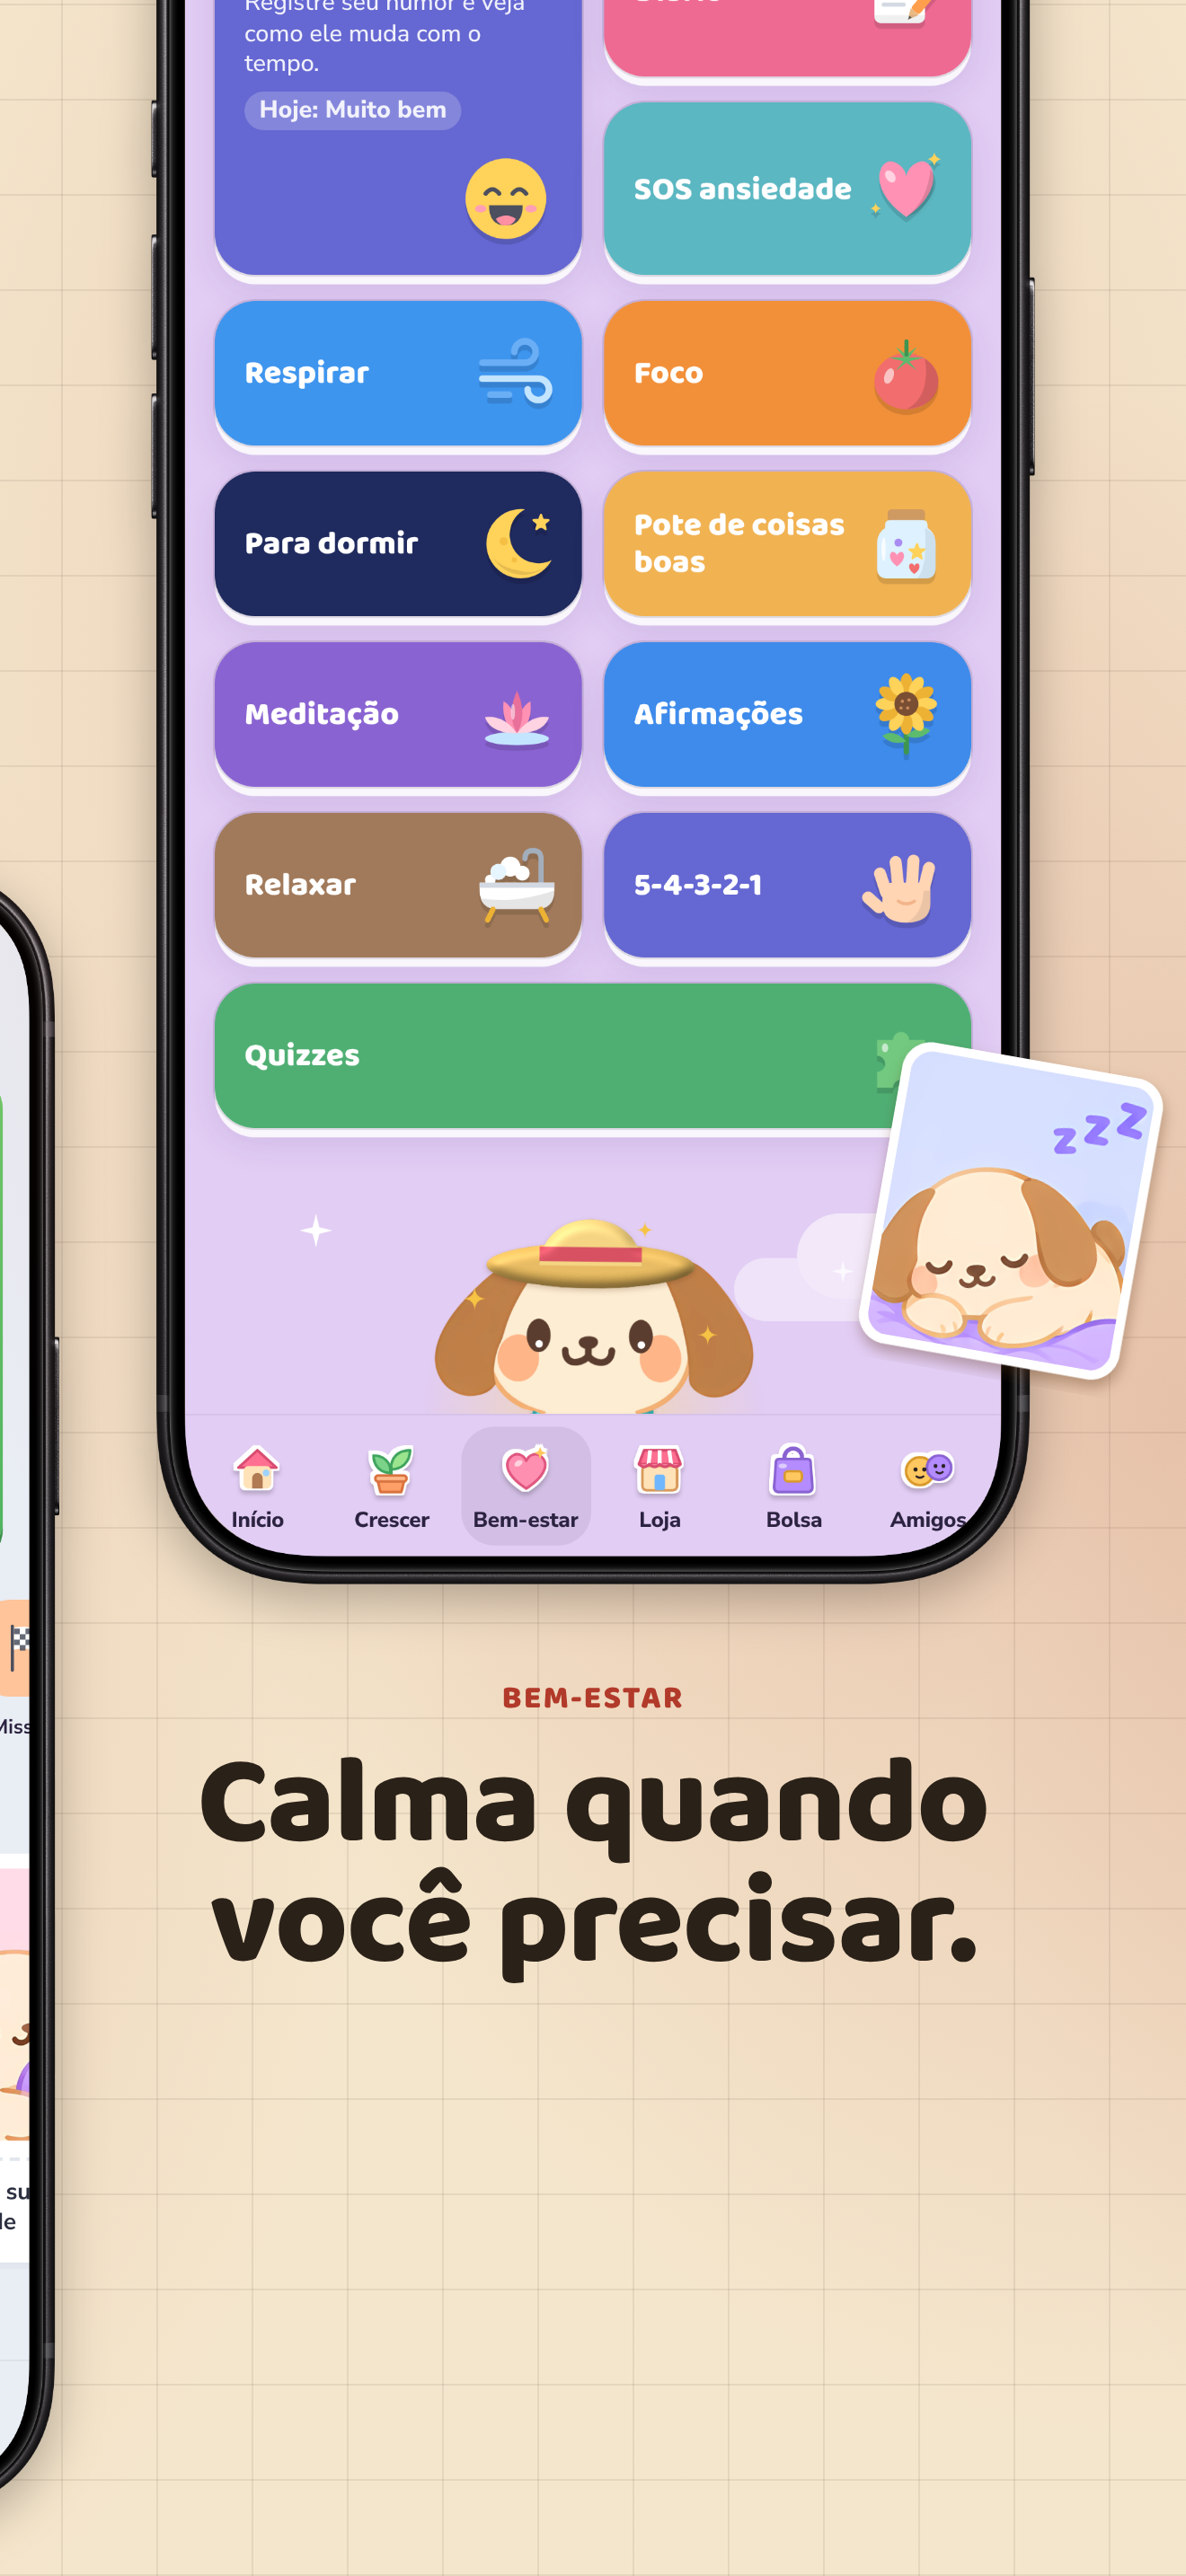 Registre seu humor e veja
como ele muda com o
tempo.
Hoje: Muito bem
SOS ansiedade
Respirar
Foco
Para dormir
Pote de coisas
boas
Meditação
Afirmações
Relaxar
5-4-3-2-1
Quizzes
z z z
Início
Crescer
Bem-estar
Loja
Bolsa
Amigos
BEM-ESTAR
Calma quando
você precisar.
su